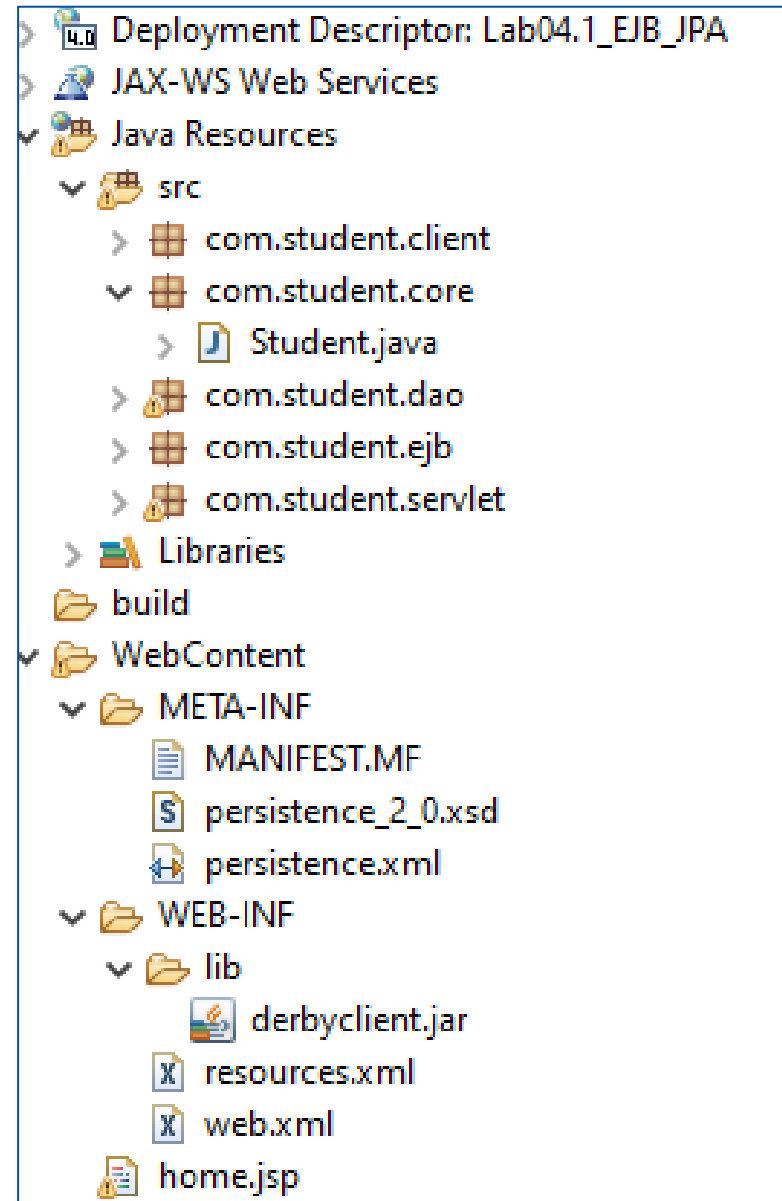 4.0 Deployment Descriptor: Lab04.1_EJB_JPA
JAX-WS Web Services
Java Resources
src
com.student.client
com.student.core
J Student.java
com.student.dao
com.student.ejb
com.student.servlet
Libraries
build
WebContent
META-INF
MANIFEST.MF
S persistence_2_0.xsd
persistence.xml
WEB-INF
lib
derbyclient.jar
X resources.xml
X web.xml
home.jsp